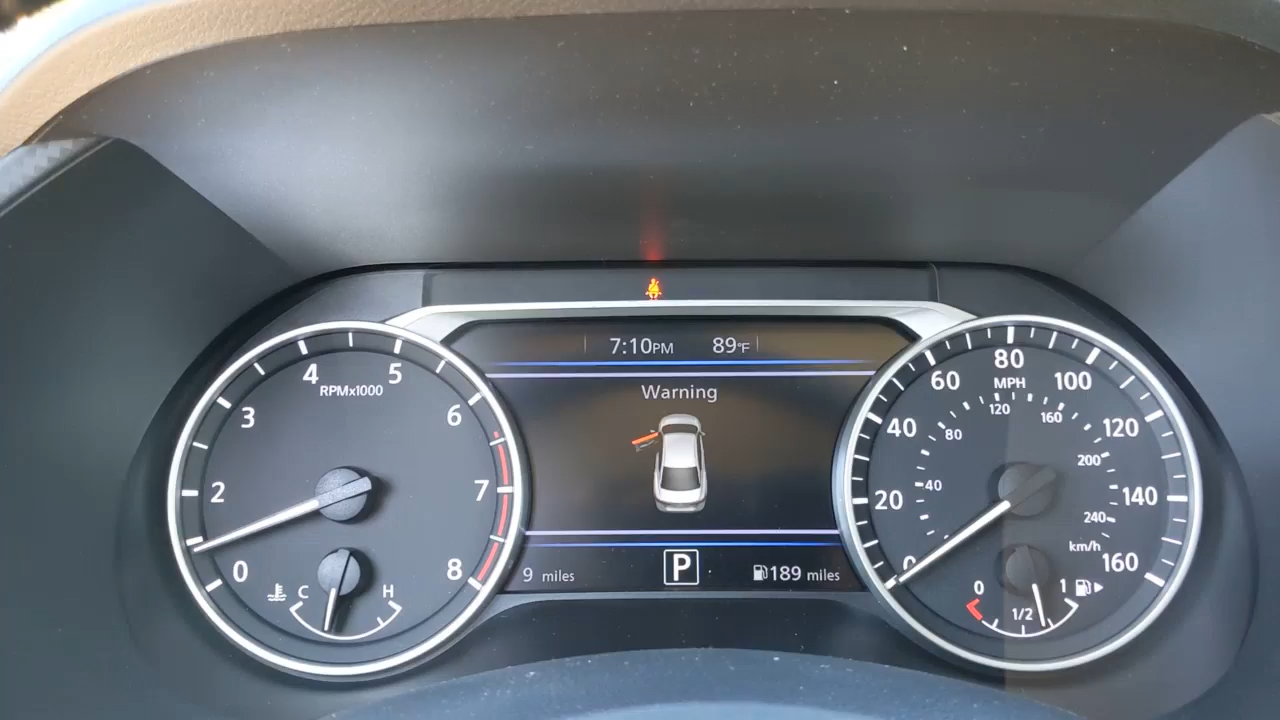 7:10PM 89°F
Warning
P
9 miles
189 miles
0 2 3 4 5 6 7 8
RPMx1000
C H
0 20 40 60 80 100 120 140 160
MPH
40 80 120 160 200 240
km/h
0 1/2 1